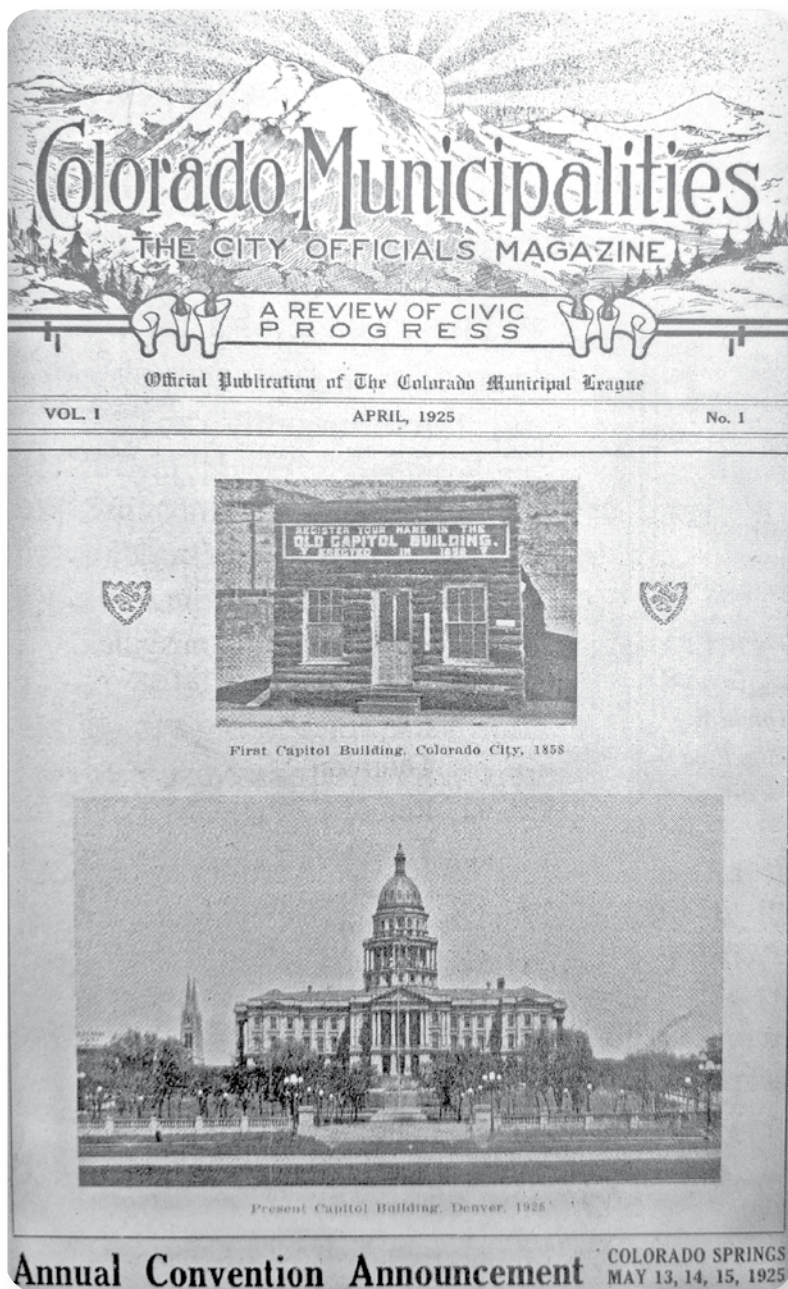 Colorado Municipalities
THE CITY OFFICIALS MAGAZINE
A REVIEW OF CIVIC
PROGRESS
Official Publication of The Colorado Municipal League
VOL. I APRIL, 1925 No. 1
REGISTER YOUR NAME IN THE
OLD CAPITOL BUILDING.
ERECTED IN 1858
First Capitol Building, Colorado City, 1858
Present Capitol Building, Denver, 1925
Annual Convention Announcement
COLORADO SPRINGS
MAY 13, 14, 15, 1925